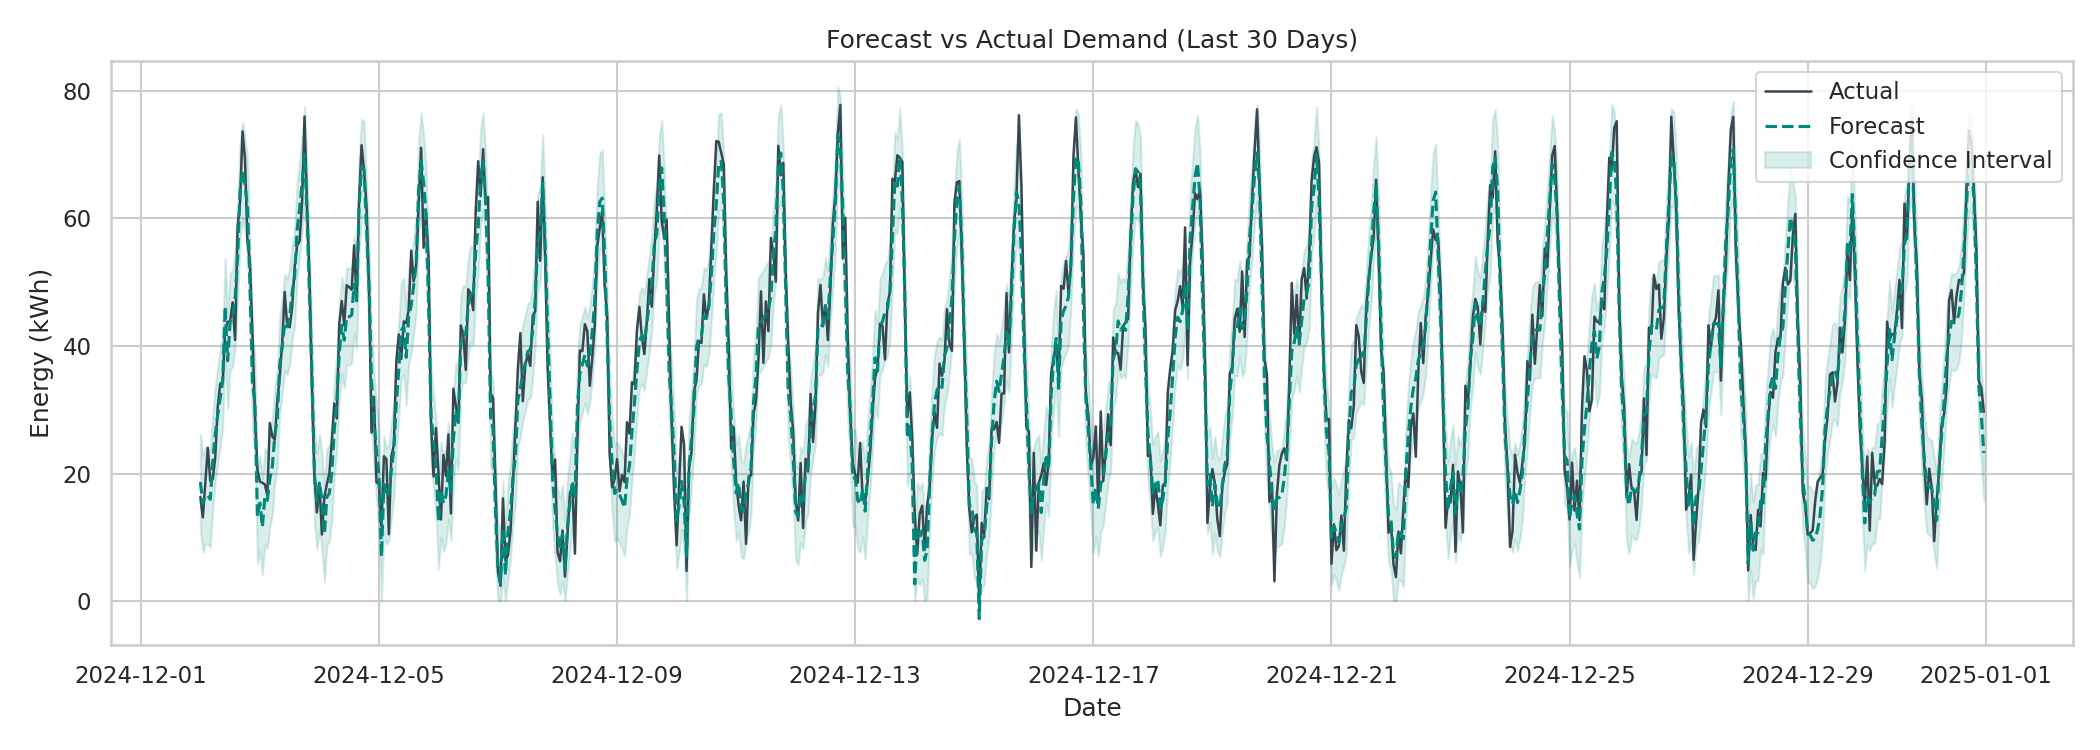 Forecast vs Actual Demand (Last 30 Days)
Actual
Forecast
Confidence Interval
Energy (kWh)
80
60
40
20
0
2024-12-01
2024-12-05
2024-12-09
2024-12-13
2024-12-17
2024-12-21
2024-12-25
2024-12-29
2025-01-01
Date